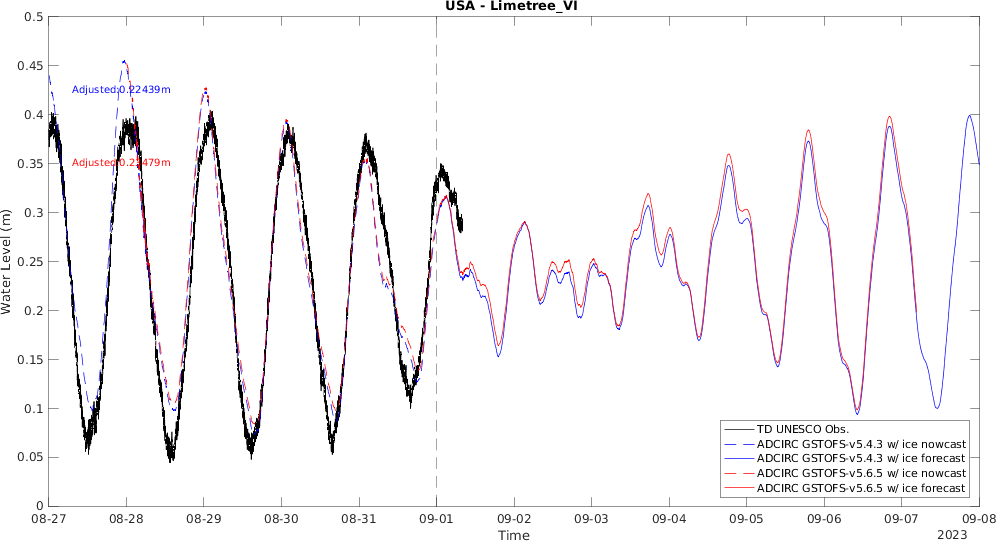 USA - Limetree_VI
0.5
0.45
0.4
0.35
0.3
0.25
0.2
0.15
0.1
0.05
0
Water Level (m)
Adjusted:0.22439m
TD UNESCO Obs.
ADCIRC GSTOFS-v5.4.3 w/ ice nowcast
ADCIRC GSTOFS-v5.4.3 w/ ice forecast
ADCIRC GSTOFS-v5.6.5 w/ ice nowcast
ADCIRC GSTOFS-v5.6.5 w/ ice forecast
08-27 08-28 08-29 08-30 08-31 09-01 09-02 09-03 09-04 09-05 09-06 09-07 09-08
Time
2023